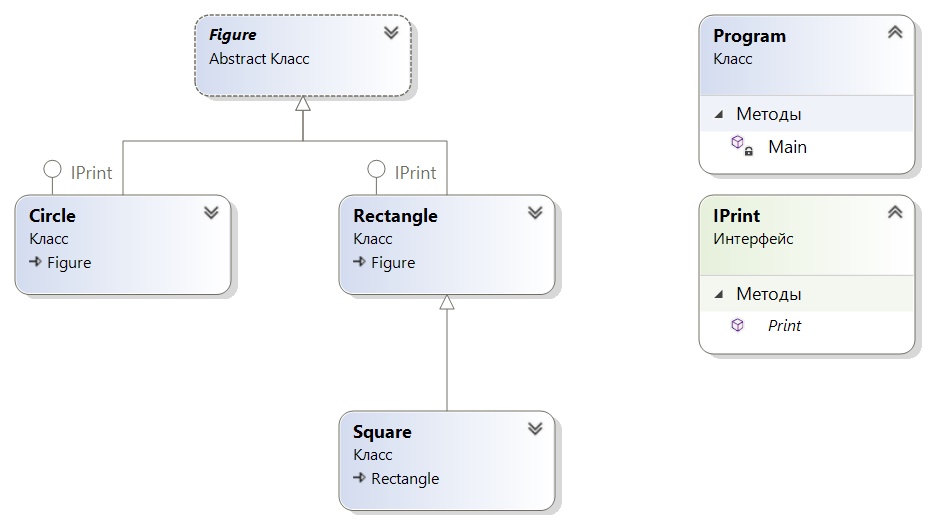 Figure
Abstract Класс
Program
Класс
Методы
Main
IPrint
IPrint
Circle
Класс
Figure
Rectangle
Класс
Figure
IPrint
Интерфейс
Методы
Print
Square
Класс
Rectangle